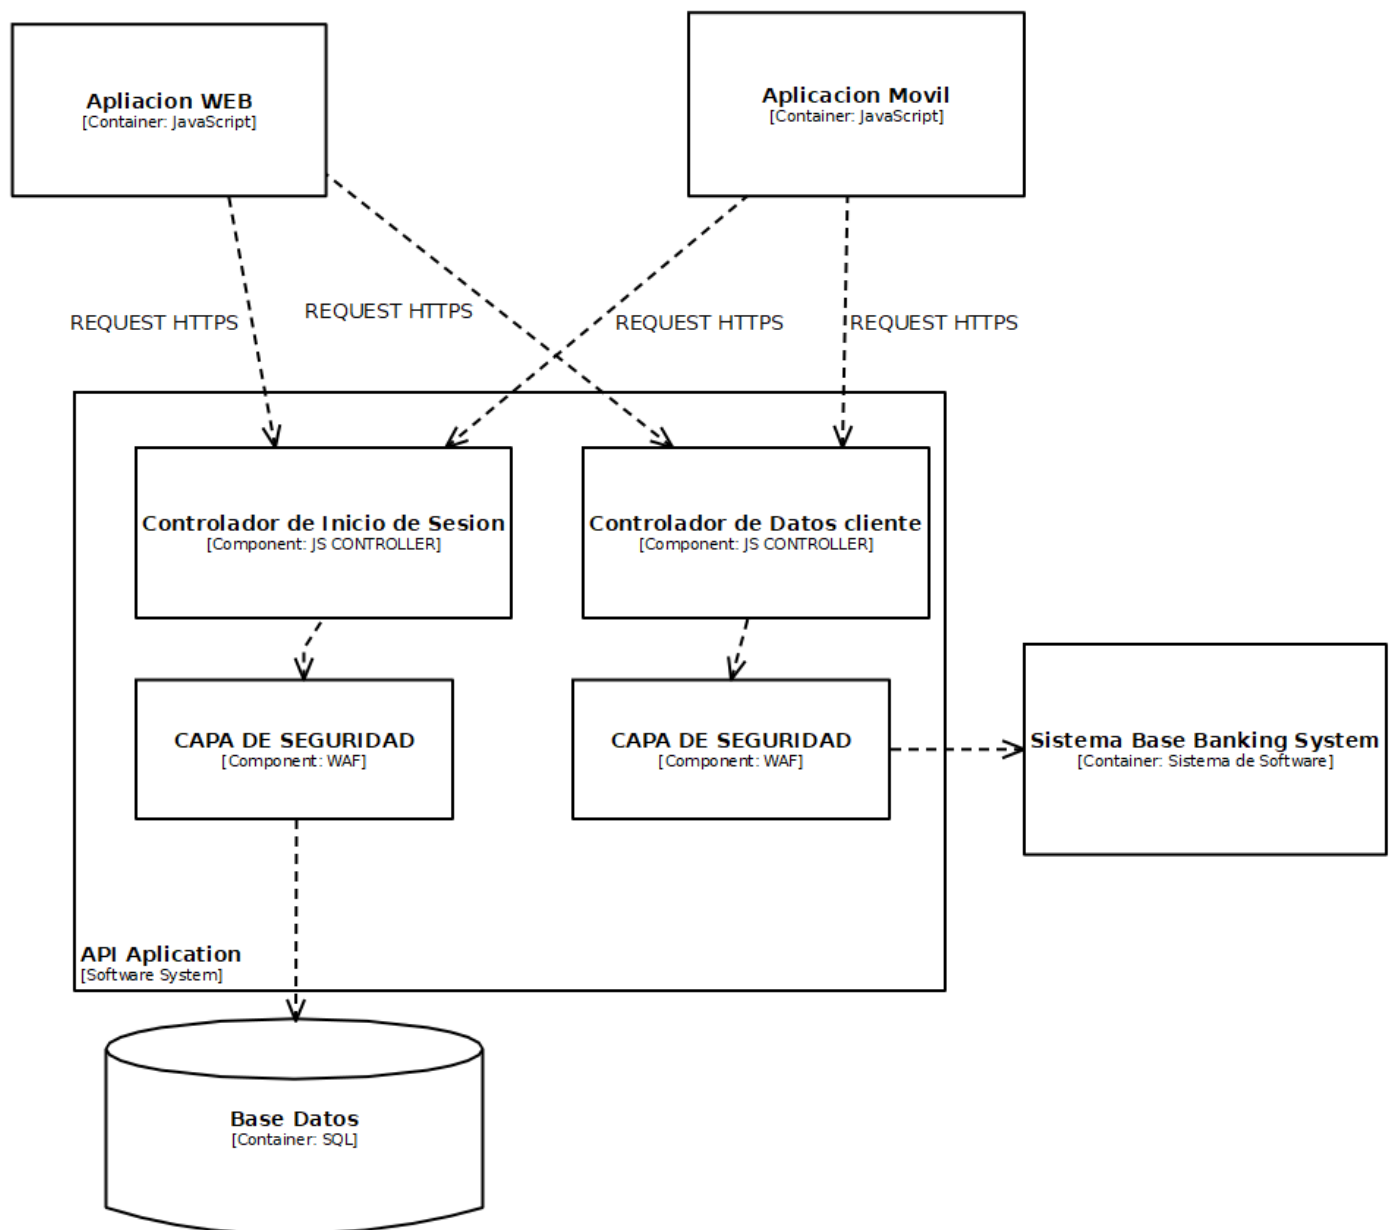 Apliacion WEB
[Container: JavaScript]
Aplicacion Movil
[Container: JavaScript]
REQUEST HTTPS
REQUEST HTTPS
REQUEST HTTPS
REQUEST HTTPS
Controlador de Inicio de Sesion
[Component: JS CONTROLLER]
Controlador de Datos cliente
[Component: JS CONTROLLER]
CAPA DE SEGURIDAD
[Component: WAF]
CAPA DE SEGURIDAD
[Component: WAF]
Sistema Base Banking System
[Container: Sistema de Software]
API Aplication
[Software System]
Base Datos
[Container: SQL]